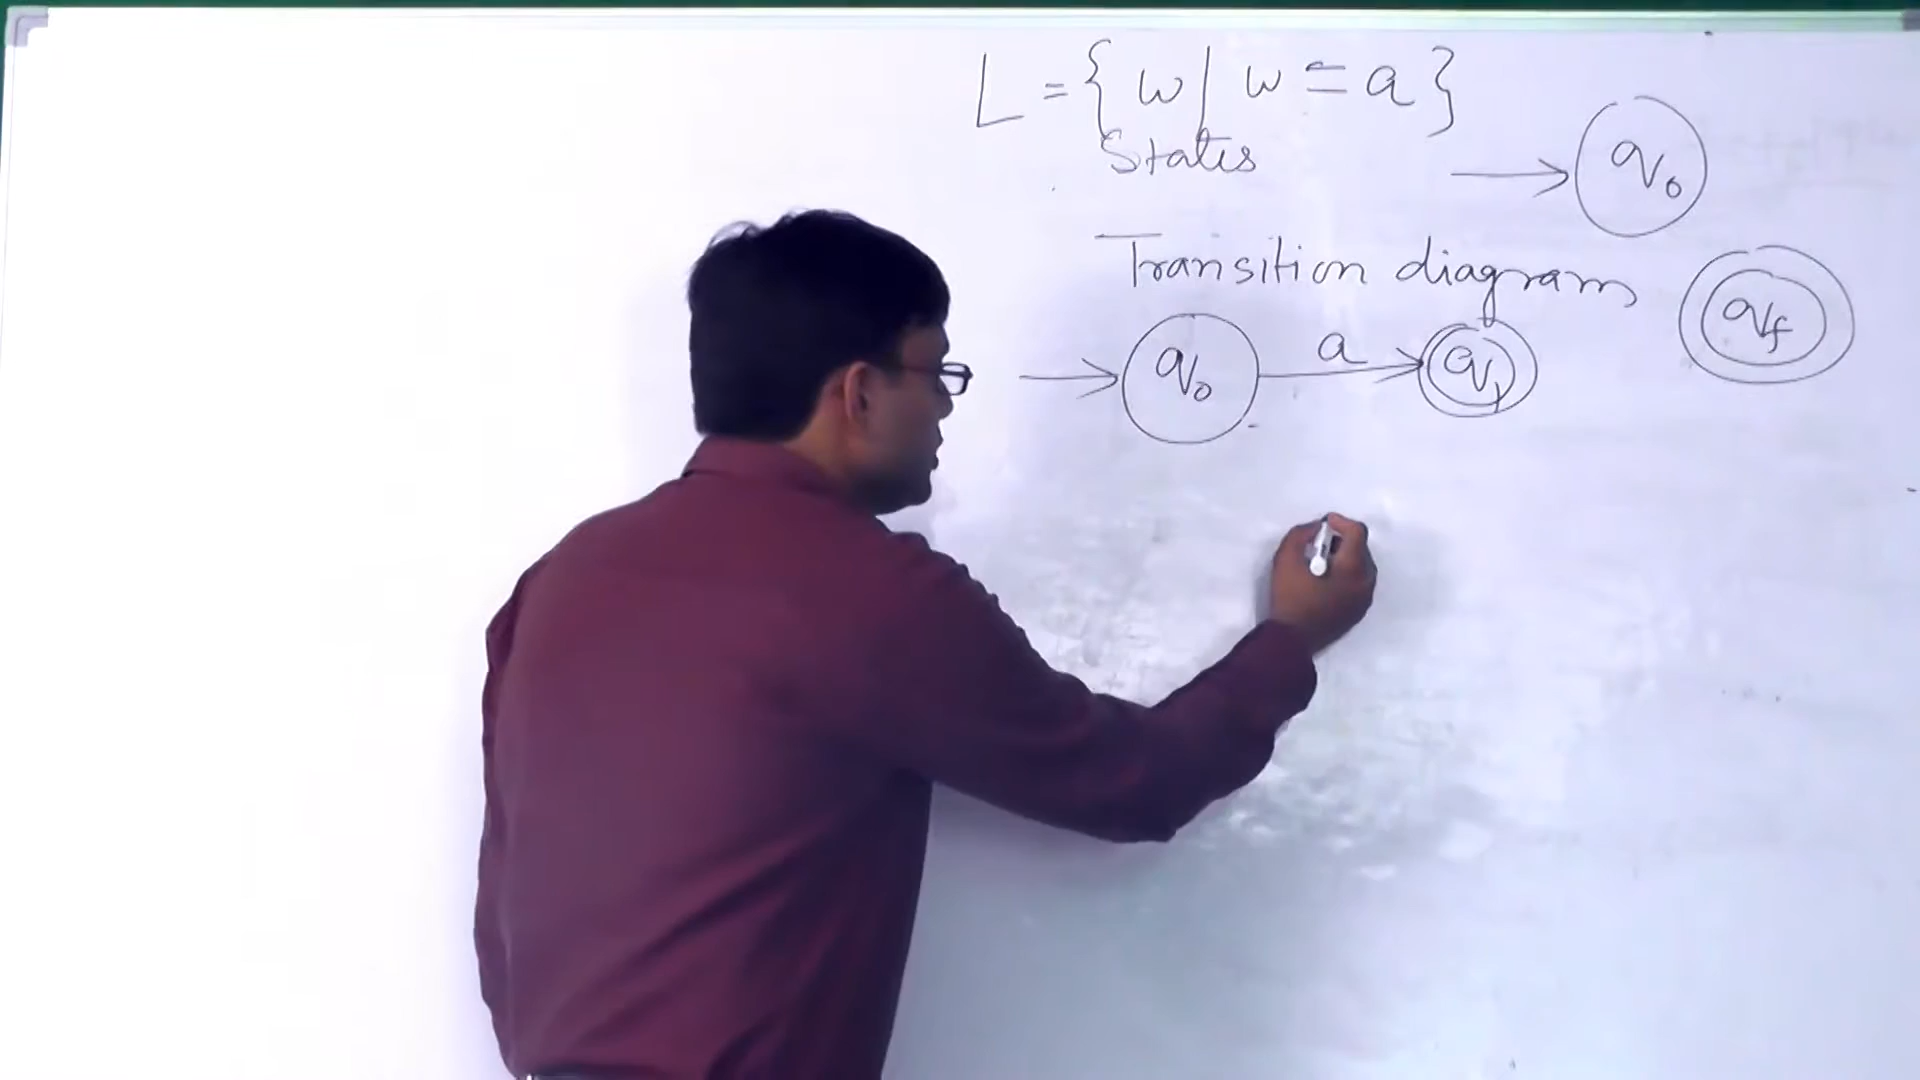 L = { w / w = a }
States
q0
Transition diagram
qf
q0 a q1